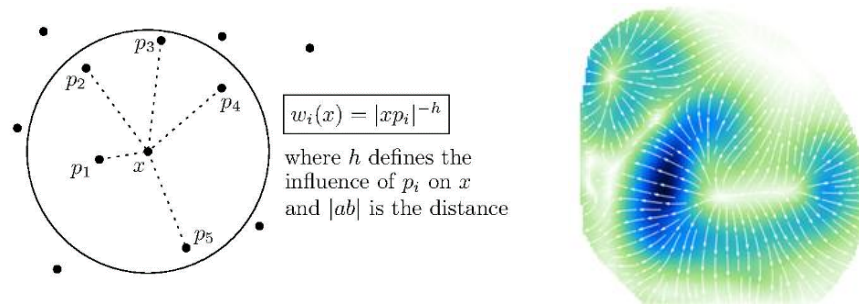 p₃
p₂
p₄
p₁
x
p₅
wᵢ(x) = |xpᵢ|⁻ʰ
where h defines the
influence of pᵢ on x
and |ab| is the distance